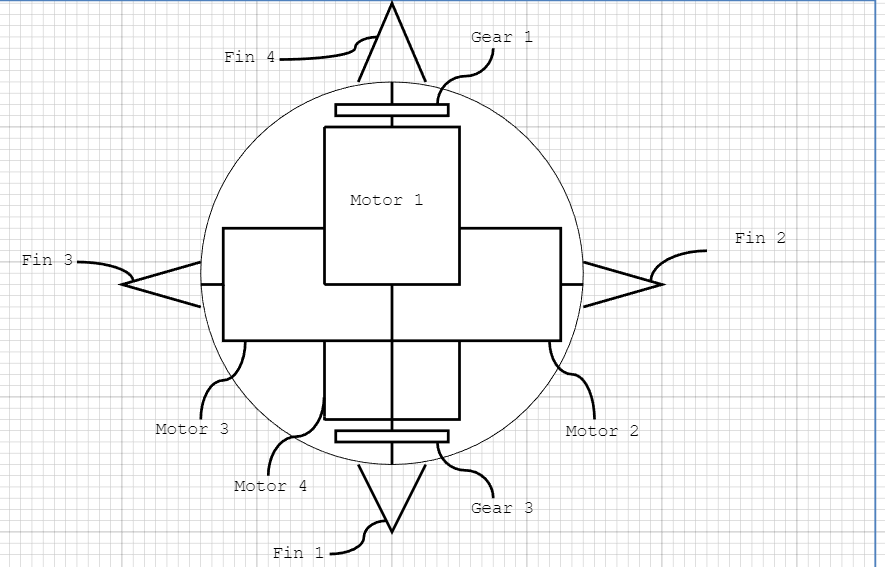 Gear 1
Fin 4
Motor 1
Fin 2
Fin 3
Motor 3
Motor 2
Motor 4
Gear 3
Fin 1